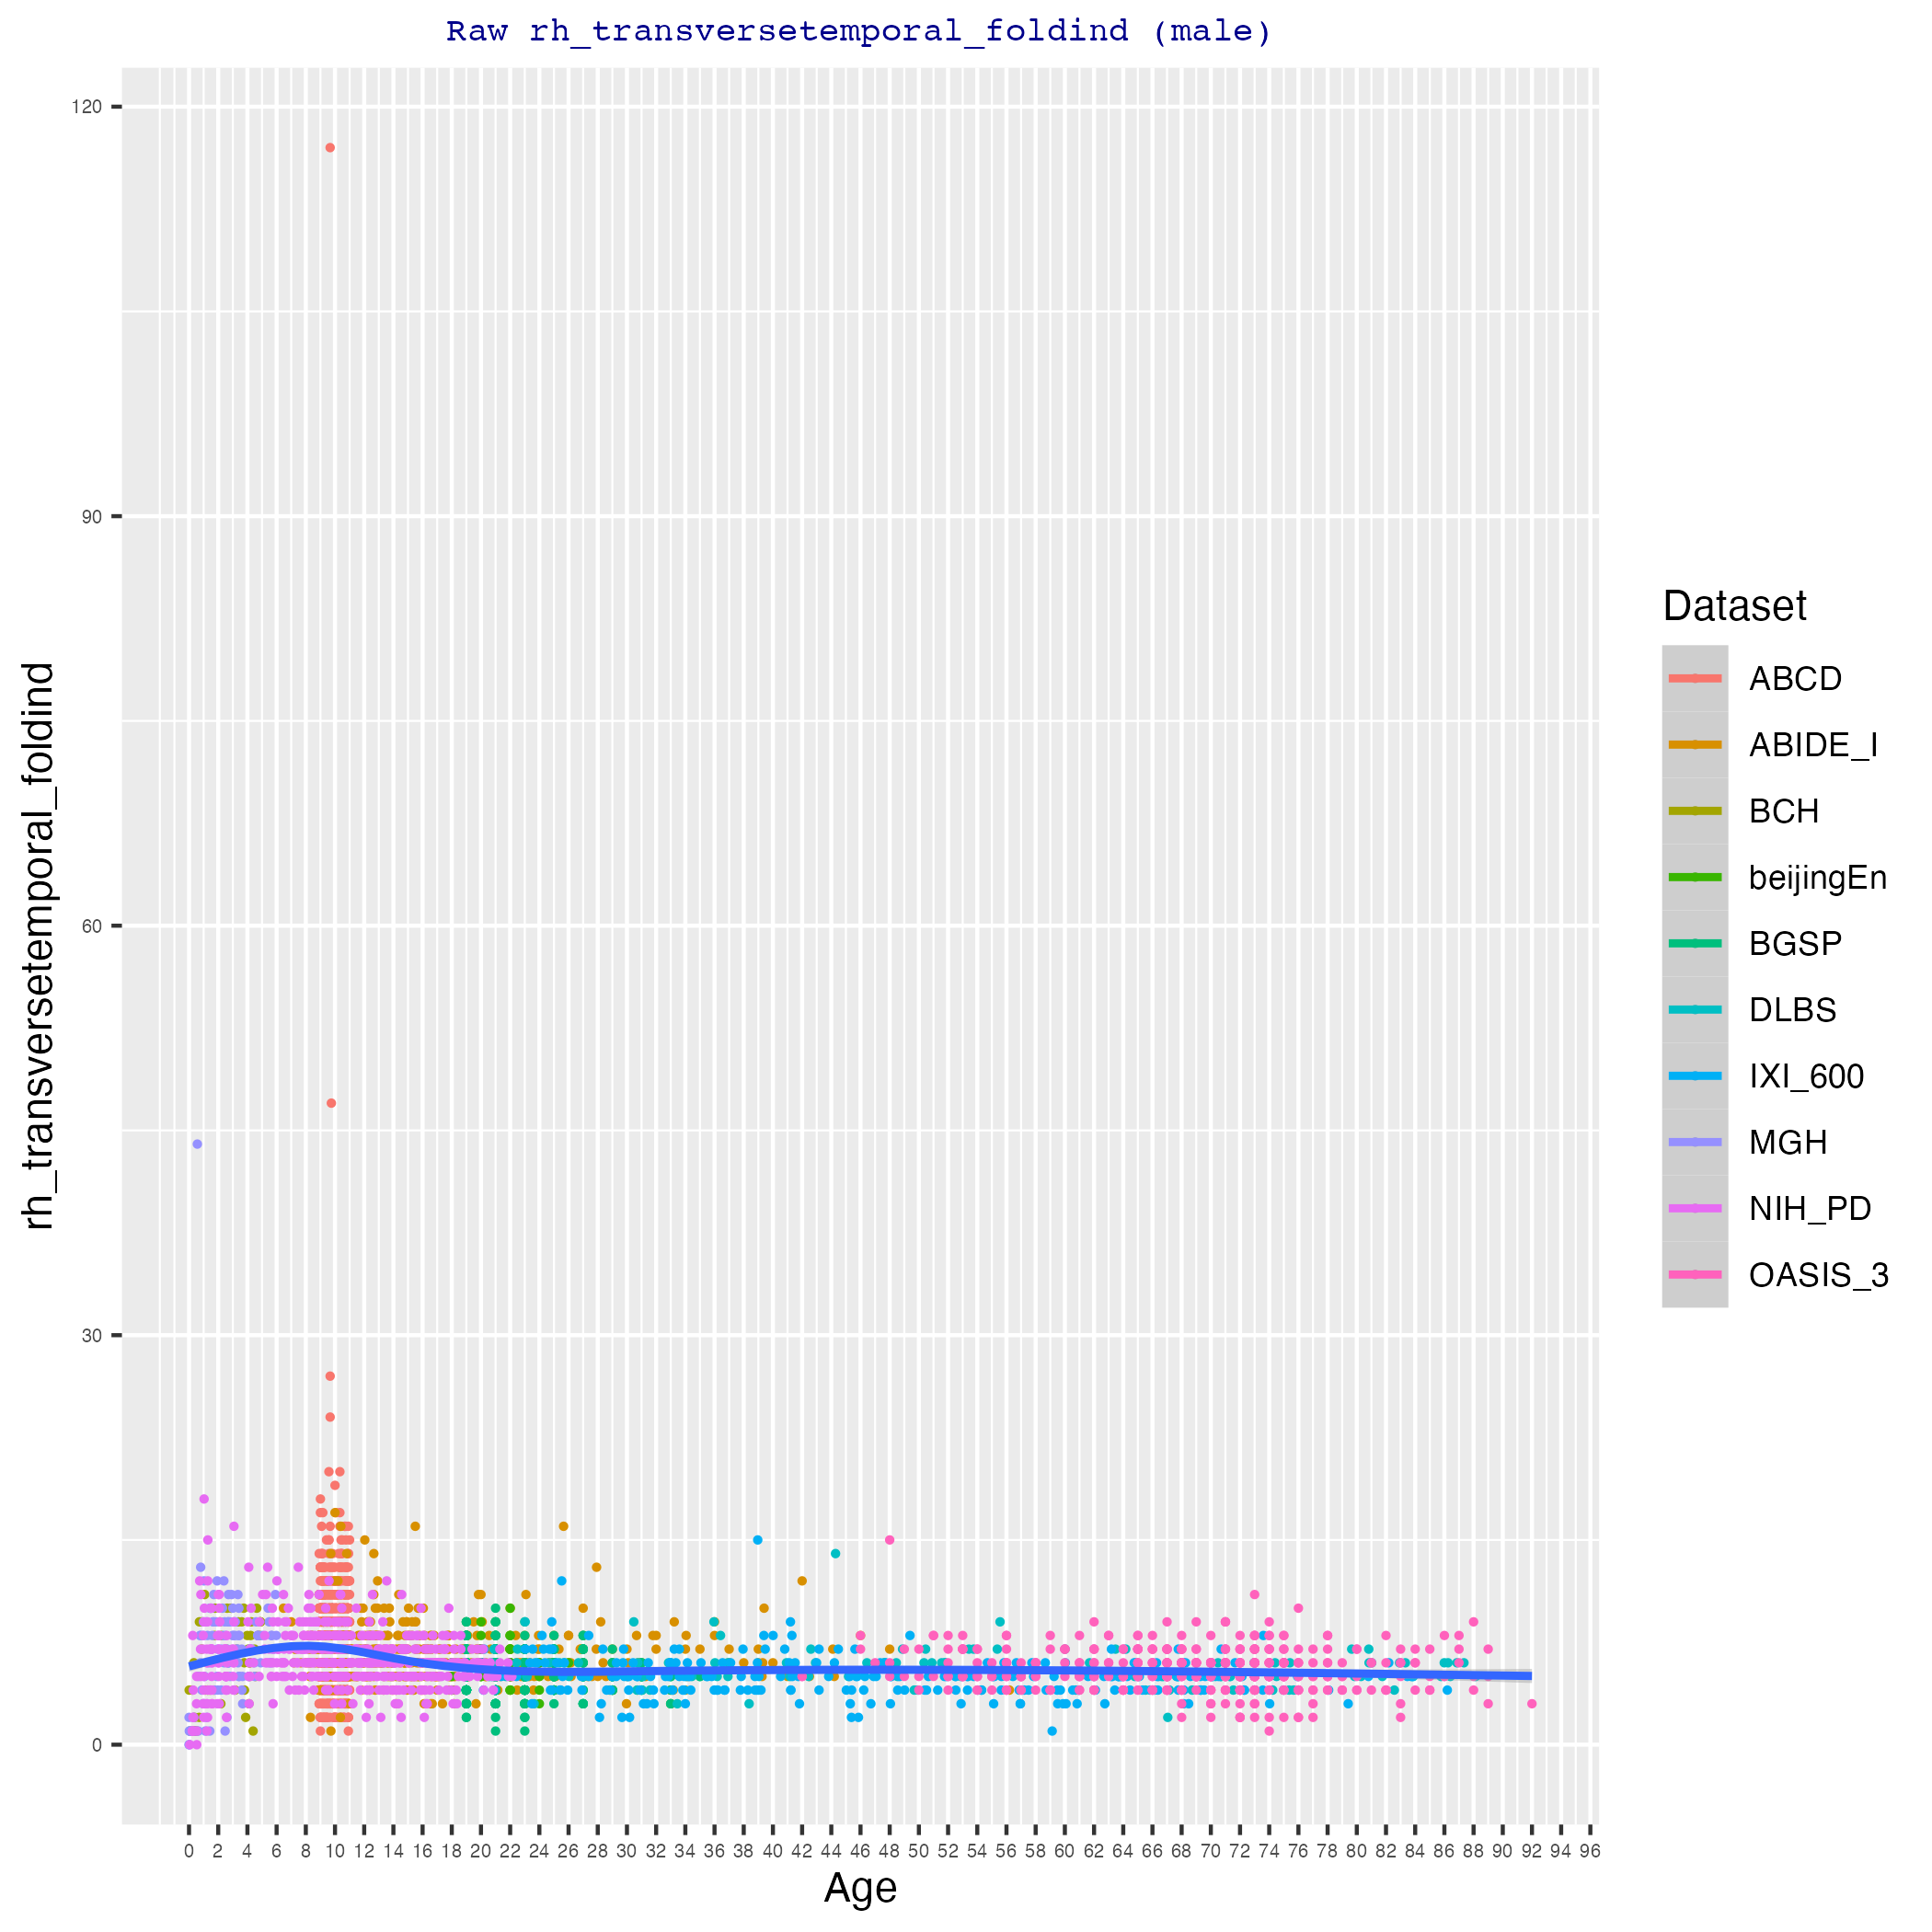 Raw rh_transversetemporal_foldind (male)
rh_transversetemporal_foldind
120
90
60
30
0
0 2 4 6 8 10 12 14 16 18 20 22 24 26 28 30 32 34 36 38 40 42 44 46 48 50 52 54 56 58 60 62 64 66 68 70 72 74 76 78 80 82 84 86 88 90 92 94 96
Age
Dataset
ABCD
ABIDE_I
BCH
beijingEn
BGSP
DLBS
IXI_600
MGH
NIH_PD
OASIS_3